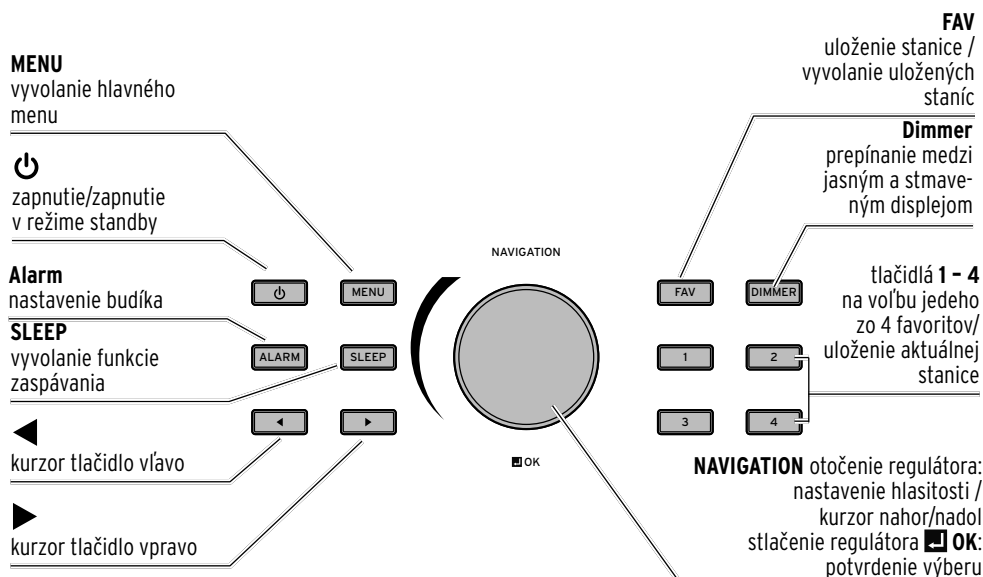 MENU
vyvolanie hlavného
menu
zapnutie/zapnutie
v režime standby
Alarm
nastavenie budíka
SLEEP
vyvolanie funkcie
zaspávania
kurzor tlačidlo vľavo
kurzor tlačidlo vpravo
NAVIGATION
MENU
ALARM
SLEEP
OK
FAV
DIMMER
1
2
3
4
FAV
uloženie stanice /
vyvolanie uložených
staníc
Dimmer
prepínanie medzi
jasným a stmave-
ným displejom
tlačidlá 1 – 4
na voľbu jedeho
zo 4 favoritov/
uloženie aktuálnej
stanice
NAVIGATION otočenie regulátora:
nastavenie hlasitosti /
kurzor nahor/nadol
stlačenie regulátora OK:
potvrdenie výberu